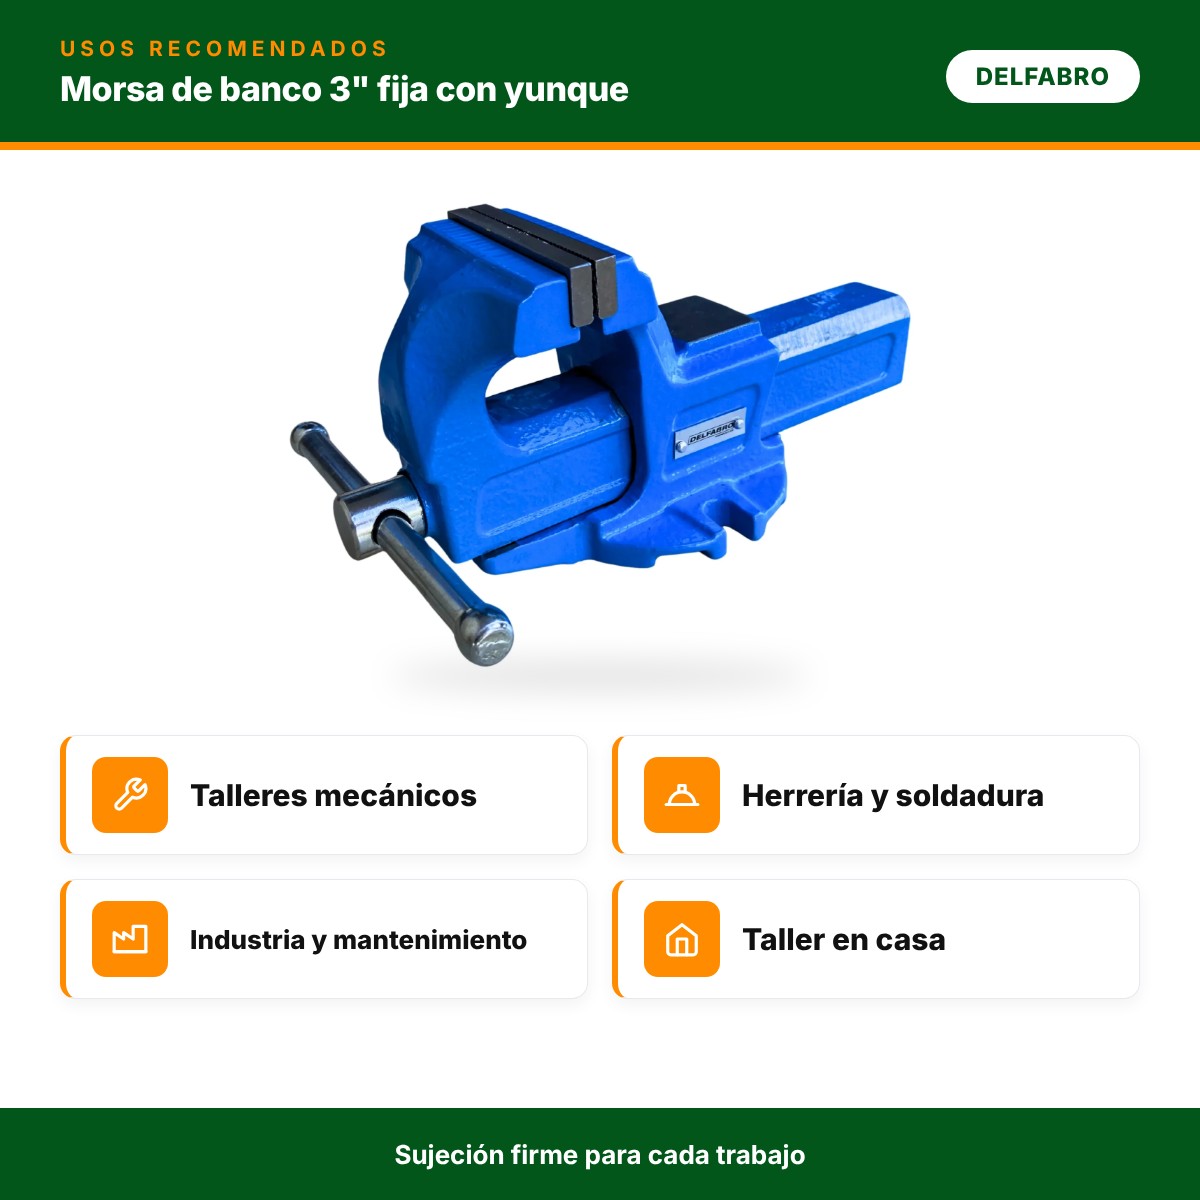 USOS RECOMENDADOS
Morsa de banco 3" fija con yunque
DELFABRO
DELFABRO
Talleres mecánicos
Herrería y soldadura
Industria y mantenimiento
Taller en casa
Sujeción firme para cada trabajo